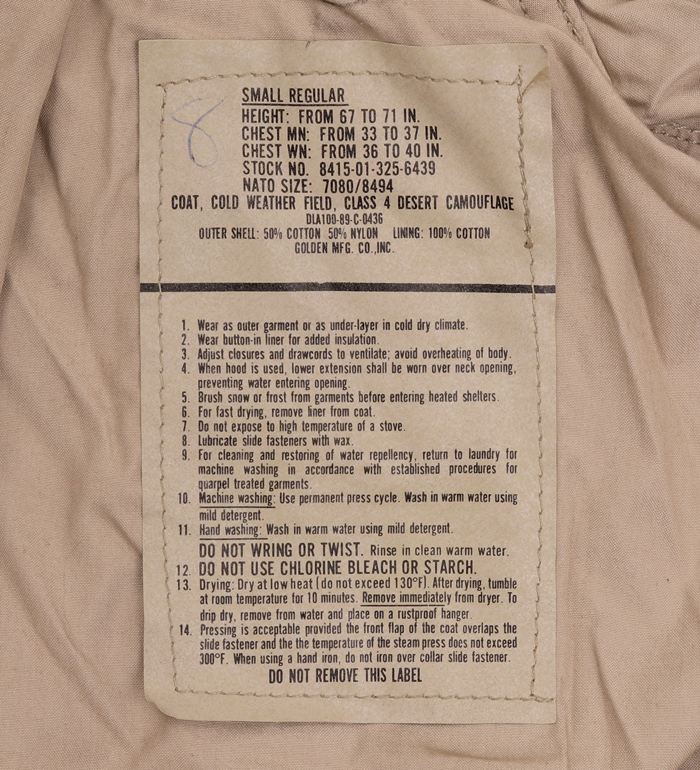 8
SMALL REGULAR
HEIGHT: FROM 67 TO 71 IN.
CHEST MN: FROM 33 TO 37 IN.
CHEST WN: FROM 36 TO 40 IN.
STOCK NO. 8415-01-325-6439
NATO SIZE: 7080/8494
COAT, COLD WEATHER FIELD, CLASS 4 DESERT CAMOUFLAGE
DLA100-89-C-0436
OUTER SHELL: 50% COTTON 50% NYLON LINING: 100% COTTON
GOLDEN MFG. CO.,INC.
1. Wear as outer garment or as under-layer in cold dry climate.
2. Wear button-in liner for added insulation.
3. Adjust closures and drawcords to ventilate; avoid overheating of body.
4. When hood is used, lower extension shall be worn over neck opening,
preventing water entering opening.
5. Brush snow or frost from garments before entering heated shelters.
6. For fast drying, remove liner from coat.
7. Do not expose to high temperature of a stove.
8. Lubricate slide fasteners with wax.
9. For cleaning and restoring of water repellency, return to laundry for
machine washing in accordance with established procedures for
quarpel treated garments.
10. Machine washing: Use permanent press cycle. Wash in warm water using
mild detergent.
11. Hand washing: Wash in warm water using mild detergent.
DO NOT WRING OR TWIST. Rinse in clean warm water.
12. DO NOT USE CHLORINE BLEACH OR STARCH.
13. Drying: Dry at low heat (do not exceed 130°F). After drying, tumble
at room temperature for 10 minutes. Remove immediately from dryer. To
drip dry, remove from water and place on a rustproof hanger.
14. Pressing is acceptable provided the front flap of the coat overlaps the
slide fastener and the the temperature of the steam press does not exceed
300°F. When using a hand iron, do not iron over collar slide fastener.
DO NOT REMOVE THIS LABEL